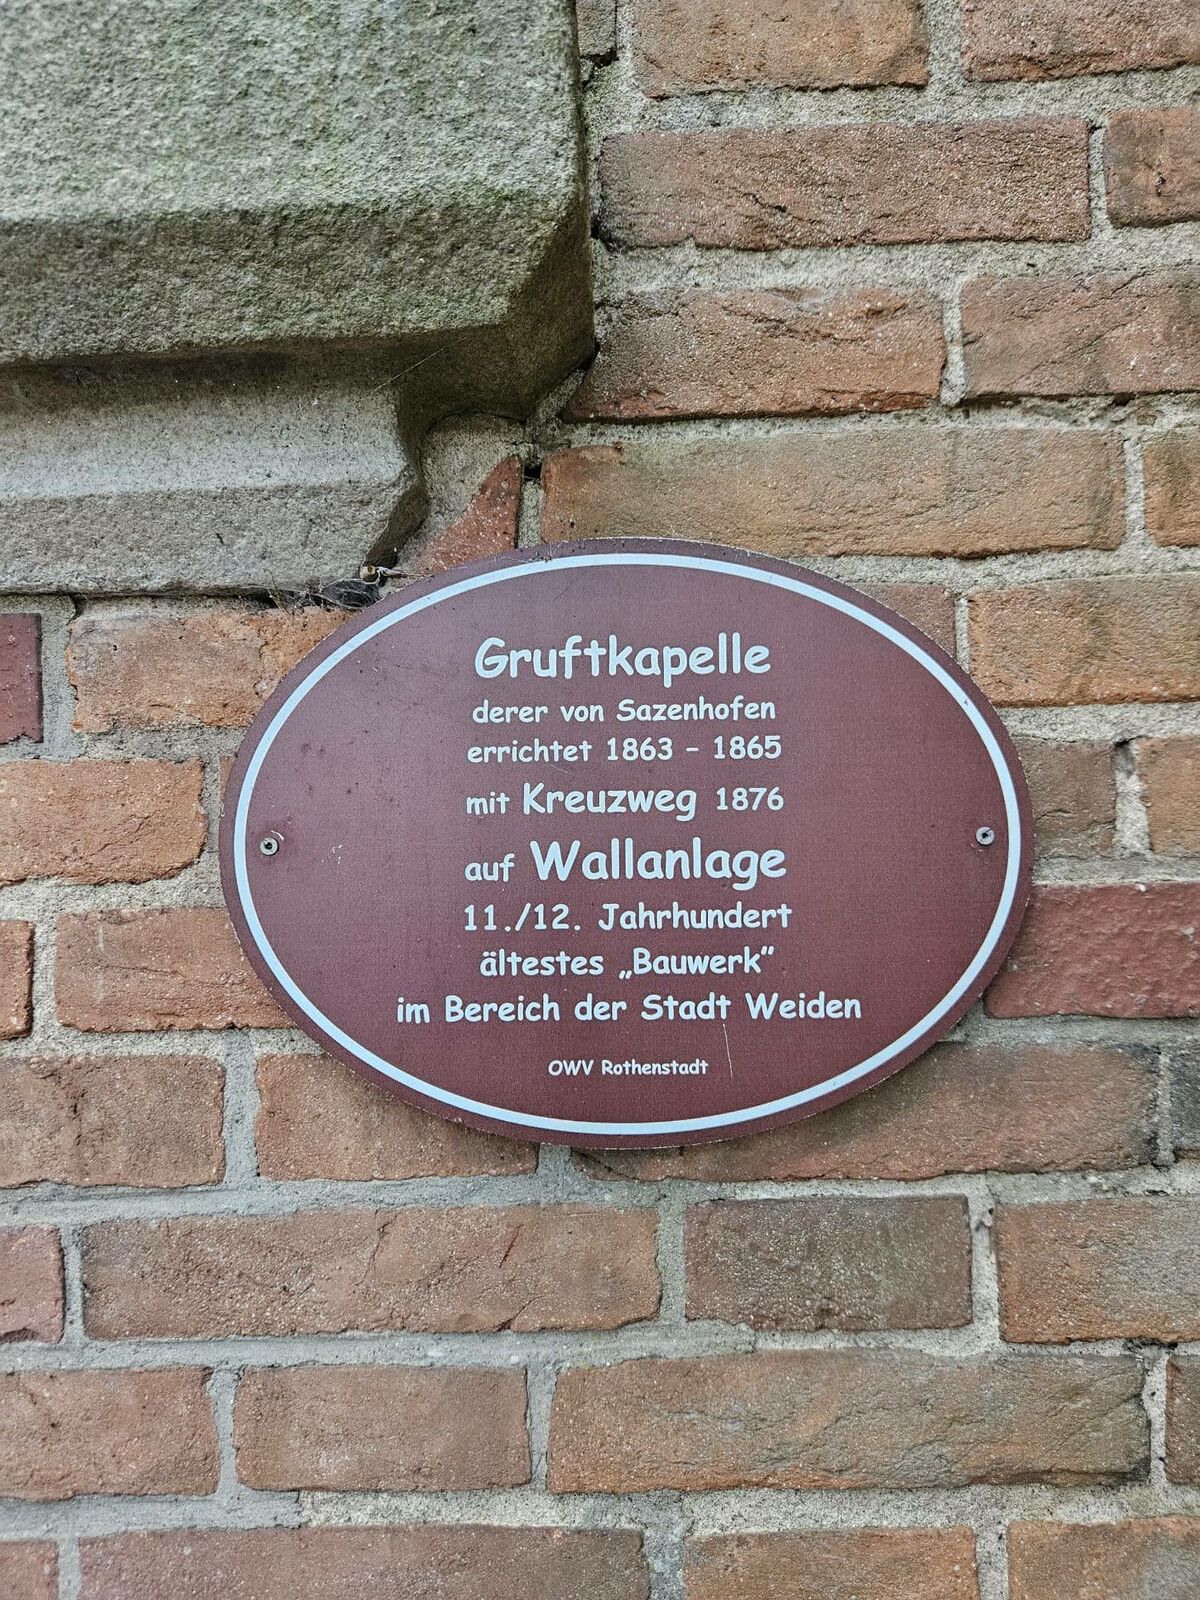 Gruftkapelle
derer von Sazenhofen
errichtet 1863 – 1865
mit Kreuzweg 1876
auf Wallanlage
11./12. Jahrhundert
ältestes „Bauwerk“
im Bereich der Stadt Weiden
OWV Rothenstadt